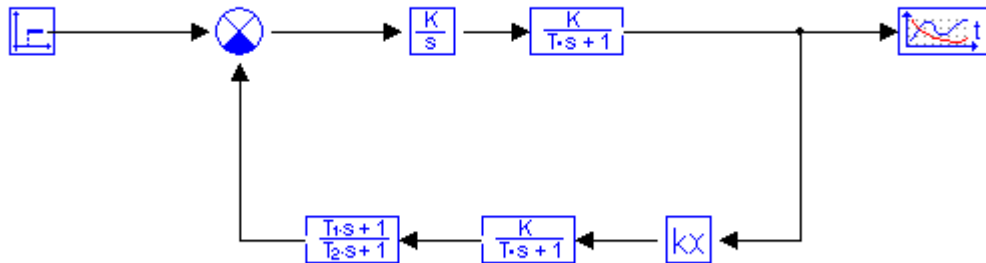 K
s
K
T·s + 1
t
T₁·s + 1
T₂·s + 1
K
T·s + 1
kx